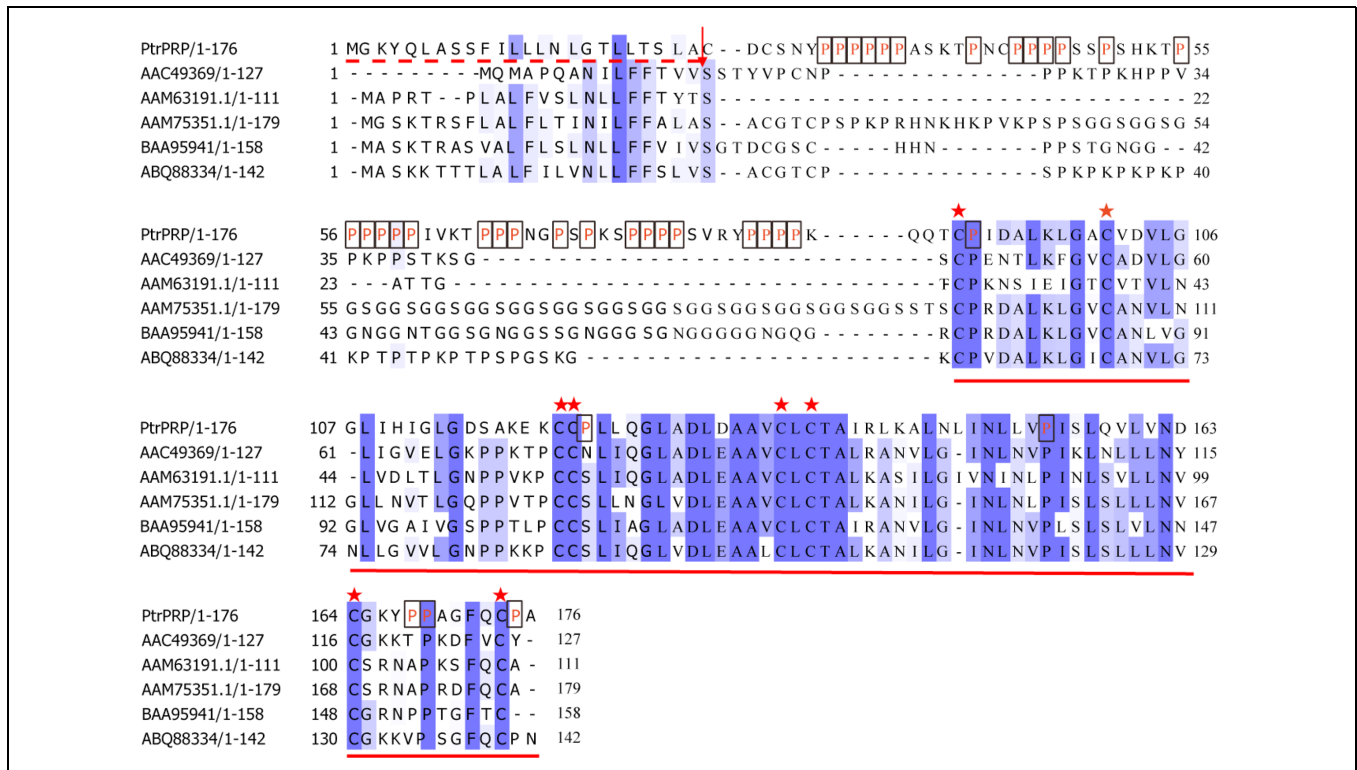 PtrPRP/1-176 1 MGKYQLASSFILLLNLGTLLTSLAC--DCSNYPPPPPPASKTPNCPPPPSSPSHKTP 55
AAC49369/1-127 1 ---------MQMAPQANILFFTVVSSTYVPCNP--------------PPKTPKHPPV 34
AAM63191.1/1-111 1 -MAPRT--PLALFVSLNLLFFTYTS-------------------------------- 22
AAM75351.1/1-179 1 -MGSKTRSFLALFLTINILFFALAS--ACGTCPSPKPRHNKHKPVKPSPSGGSGGSG 54
BAA95941/1-158 1 -MASKTRASVALFLSLNLLFFVIVSGTDCGSC----HHN------PPSTGNGG-- 42
ABQ88334/1-142 1 -MASKKTTTLALFILVNLLFFSLVS--ACGTCP--------------SPKPKPKPKP 40
PtrPRP/1-176 56 PPPPPIVKTPPPNGPSPKSPPPPSVRYPPPPK------QQTCPIDALKLGACVDVLG 106
AAC49369/1-127 35 PKPPSTKSG-------------------------------SCPENTLKFGVCADVLG 60
AAM63191.1/1-111 23 ---ATTG---------------------------------TCPKNSIEIGTCVTVLN 43
AAM75351.1/1-179 55 GSGGSGGSGGSGGSGGSGGSGGSGGSGGSGGSGGSGGSSTSCPRDALKLGVCANVLN 111
BAA95941/1-158 43 GNGGNTGGSGNGGSSGNGGGSGNGGGGGNGQG--------RCPRDALKLGVCANLVG 91
ABQ88334/1-142 41 KPTPTPKPTPSPGSKG------------------------KCPVDALKLGICANVLG 73
PtrPRP/1-176 107 GLIHIGLGDSAKEKCCPLLQGLADLDAAVCLCTAIRLKALNLINLLVPISLQVLVND 163
AAC49369/1-127 61 -LIGVELGKPPKTPCCNLIQGLADLEAAVCLCTALRANVLG-INLNVPIKLNLLLNY 115
AAM63191.1/1-111 44 -LVDLTLGNPPVKPCCSLIQGLADLEAAVCLCTALKASILGIVNINLPINLSVLLNV 99
AAM75351.1/1-179 112 GLLNVTLGQPPVTPCCSLLNGLVDLEAAVCLCTALKANILG-INLNLPINLSLLLNV 167
BAA95941/1-158 92 GLVGAIVGSPPTLPCCSLIAGLADLEAAVCLCTAIRANVLG-INLNVPLSLSLVLNN 147
ABQ88334/1-142 74 NLLGVVLGNPPKKPCCSLIQGLVDLEAALCLCTALKANILG-INLNVPISLSLLLNV 129
PtrPRP/1-176 164 CGKYPPAGFQCPA 176
AAC49369/1-127 116 CGKKTPKDFVCY- 127
AAM63191.1/1-111 100 CSRNAPKSFQCA- 111
AAM75351.1/1-179 168 CSRNAPRDFQCA- 179
BAA95941/1-158 148 CGRNPPTGFTC-- 158
ABQ88334/1-142 130 CGKKVPSGFQCPN 142